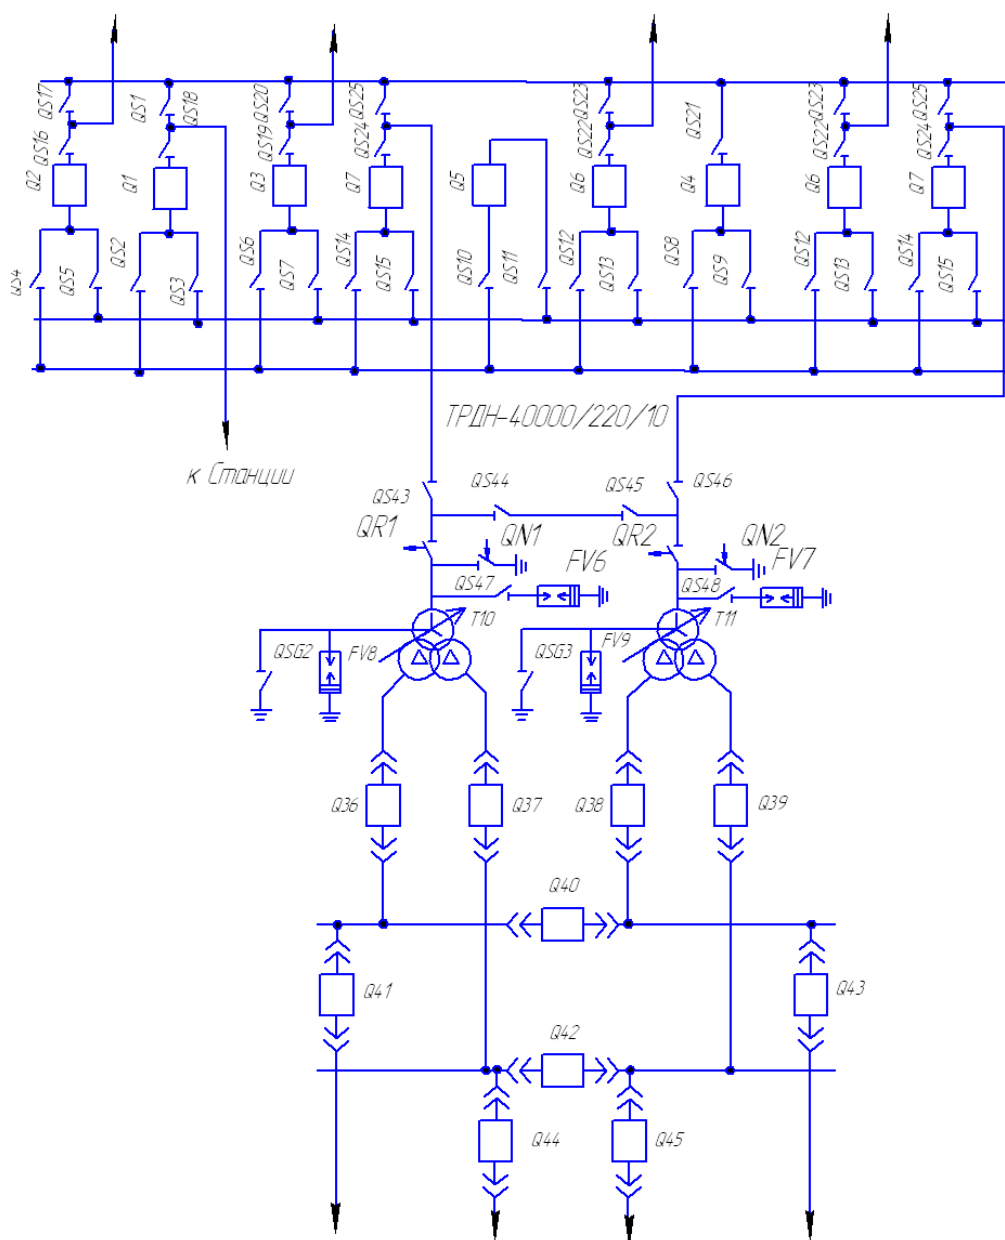 QS17
QS1
QS18
QS20
QS25
QS23
QS21
QS23
QS25
QS16
QS19
QS24
QS22
QS22
QS24
Q2
Q1
Q3
Q7
Q5
Q6
Q4
Q6
Q7
QS4
QS5
QS2
QS3
QS6
QS7
QS14
QS15
QS10
QS11
QS12
QS13
QS8
QS9
QS12
QS13
QS14
QS15
ТРДН-40000/220/10
к Станции
QS43
QS44
QS45
QS46
QR1
QN1
QR2
QN2
QS47
FV6
QS48
FV7
T10
T11
QSG2
FV8
QSG3
FV9
Q36
Q37
Q38
Q39
Q40
Q41
Q43
Q42
Q44
Q45